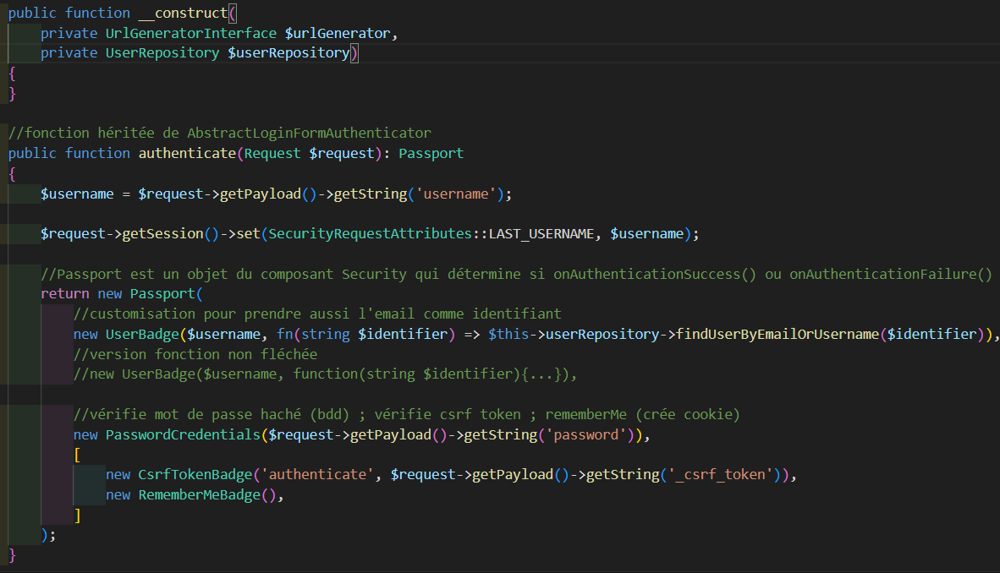 public function __construct(
private UrlGeneratorInterface $urlGenerator,
private UserRepository $userRepository)
{
}
//fonction héritée de AbstractLoginFormAuthenticator
public function authenticate(Request $request): Passport
{
$username = $request->getPayload()->getString('username');
$request->getSession()->set(SecurityRequestAttributes::LAST_USERNAME, $username);
//Passport est un objet du composant Security qui détermine si onAuthenticationSuccess() ou onAuthenticationFailure()
return new Passport(
//customisation pour prendre aussi l'email comme identifiant
new UserBadge($username, fn(string $identifier) => $this->userRepository->findUserByEmailOrUsername($identifier)),
//version fonction non fléchée
//new UserBadge($username, function(string $identifier){...}),
//vérifie mot de passe haché (bdd) ; vérifie csrf token ; rememberMe (crée cookie)
new PasswordCredentials($request->getPayload()->getString('password')),
[
new CsrfTokenBadge('authenticate', $request->getPayload()->getString('_csrf_token')),
new RememberMeBadge(),
]
);
}